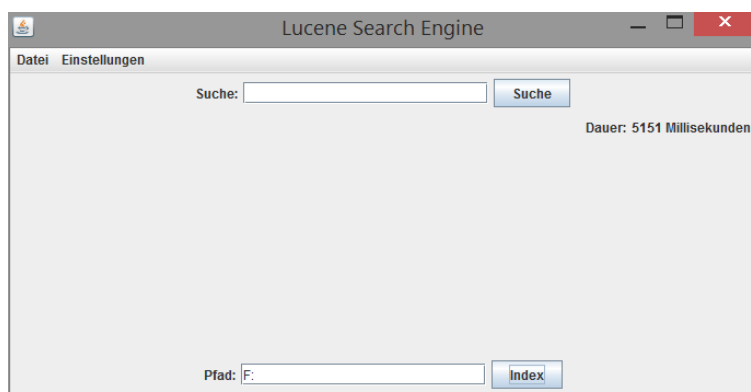 Lucene Search Engine
Datei Einstellungen
Suche: Suche
Dauer: 5151 Millisekunden
Pfad: F: Index